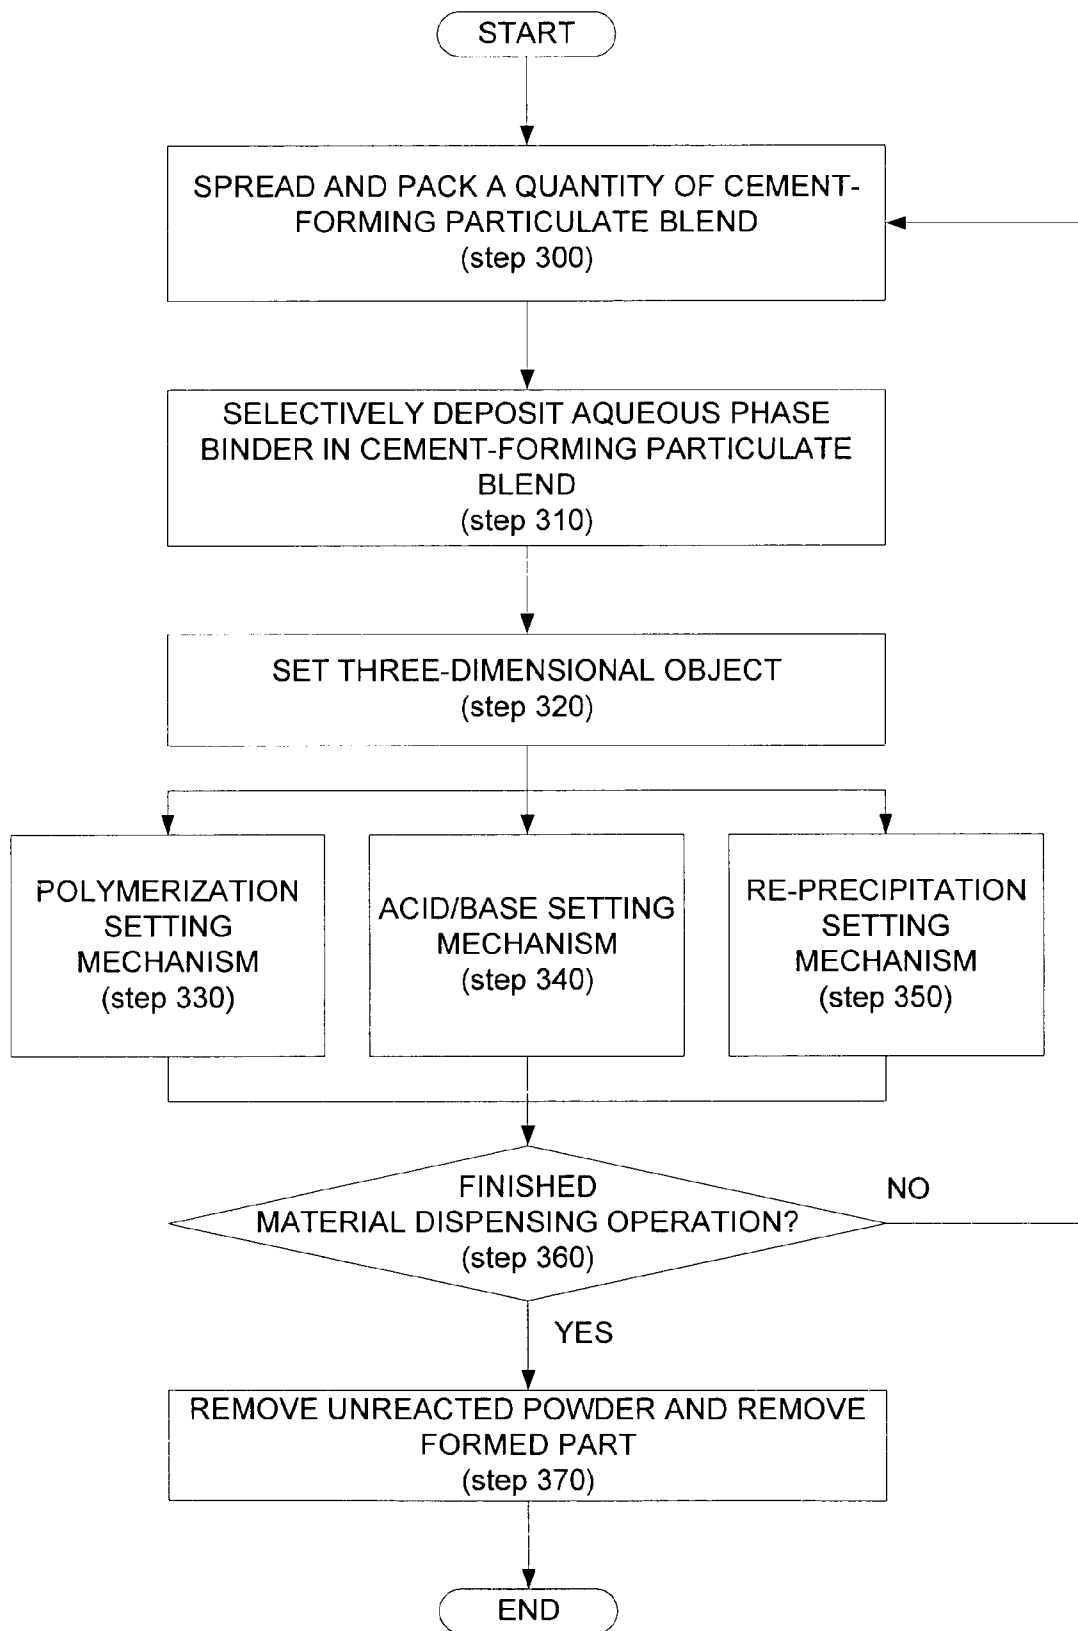 START
SPREAD AND PACK A QUANTITY OF CEMENT-
FORMING PARTICULATE BLEND
(step 300)
SELECTIVELY DEPOSIT AQUEOUS PHASE
BINDER IN CEMENT-FORMING PARTICULATE
BLEND
(step 310)
SET THREE-DIMENSIONAL OBJECT
(step 320)
POLYMERIZATION
SETTING
MECHANISM
(step 330)
ACID/BASE SETTING
MECHANISM
(step 340)
RE-PRECIPITATION
SETTING
MECHANISM
(step 350)
FINISHED
MATERIAL DISPENSING OPERATION?
(step 360)
NO
YES
REMOVE UNREACTED POWDER AND REMOVE
FORMED PART
(step 370)
END